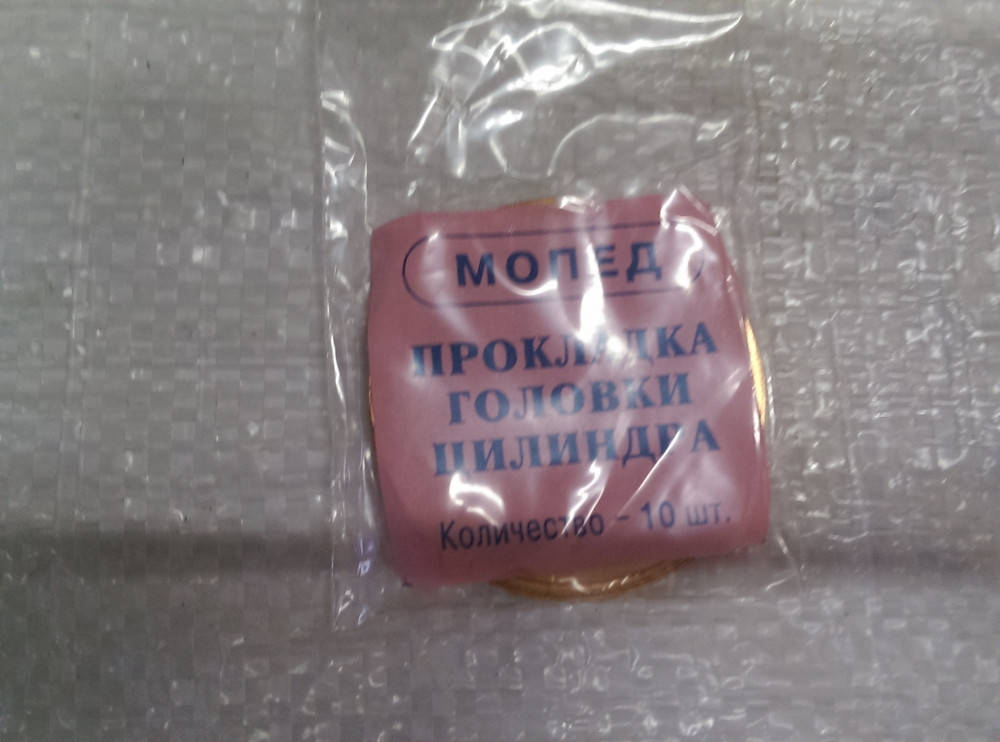 МОПЕД
ПРОКЛАДКА
ГОЛОВКИ
ЦИЛИНДРА
Количество - 10 шт.